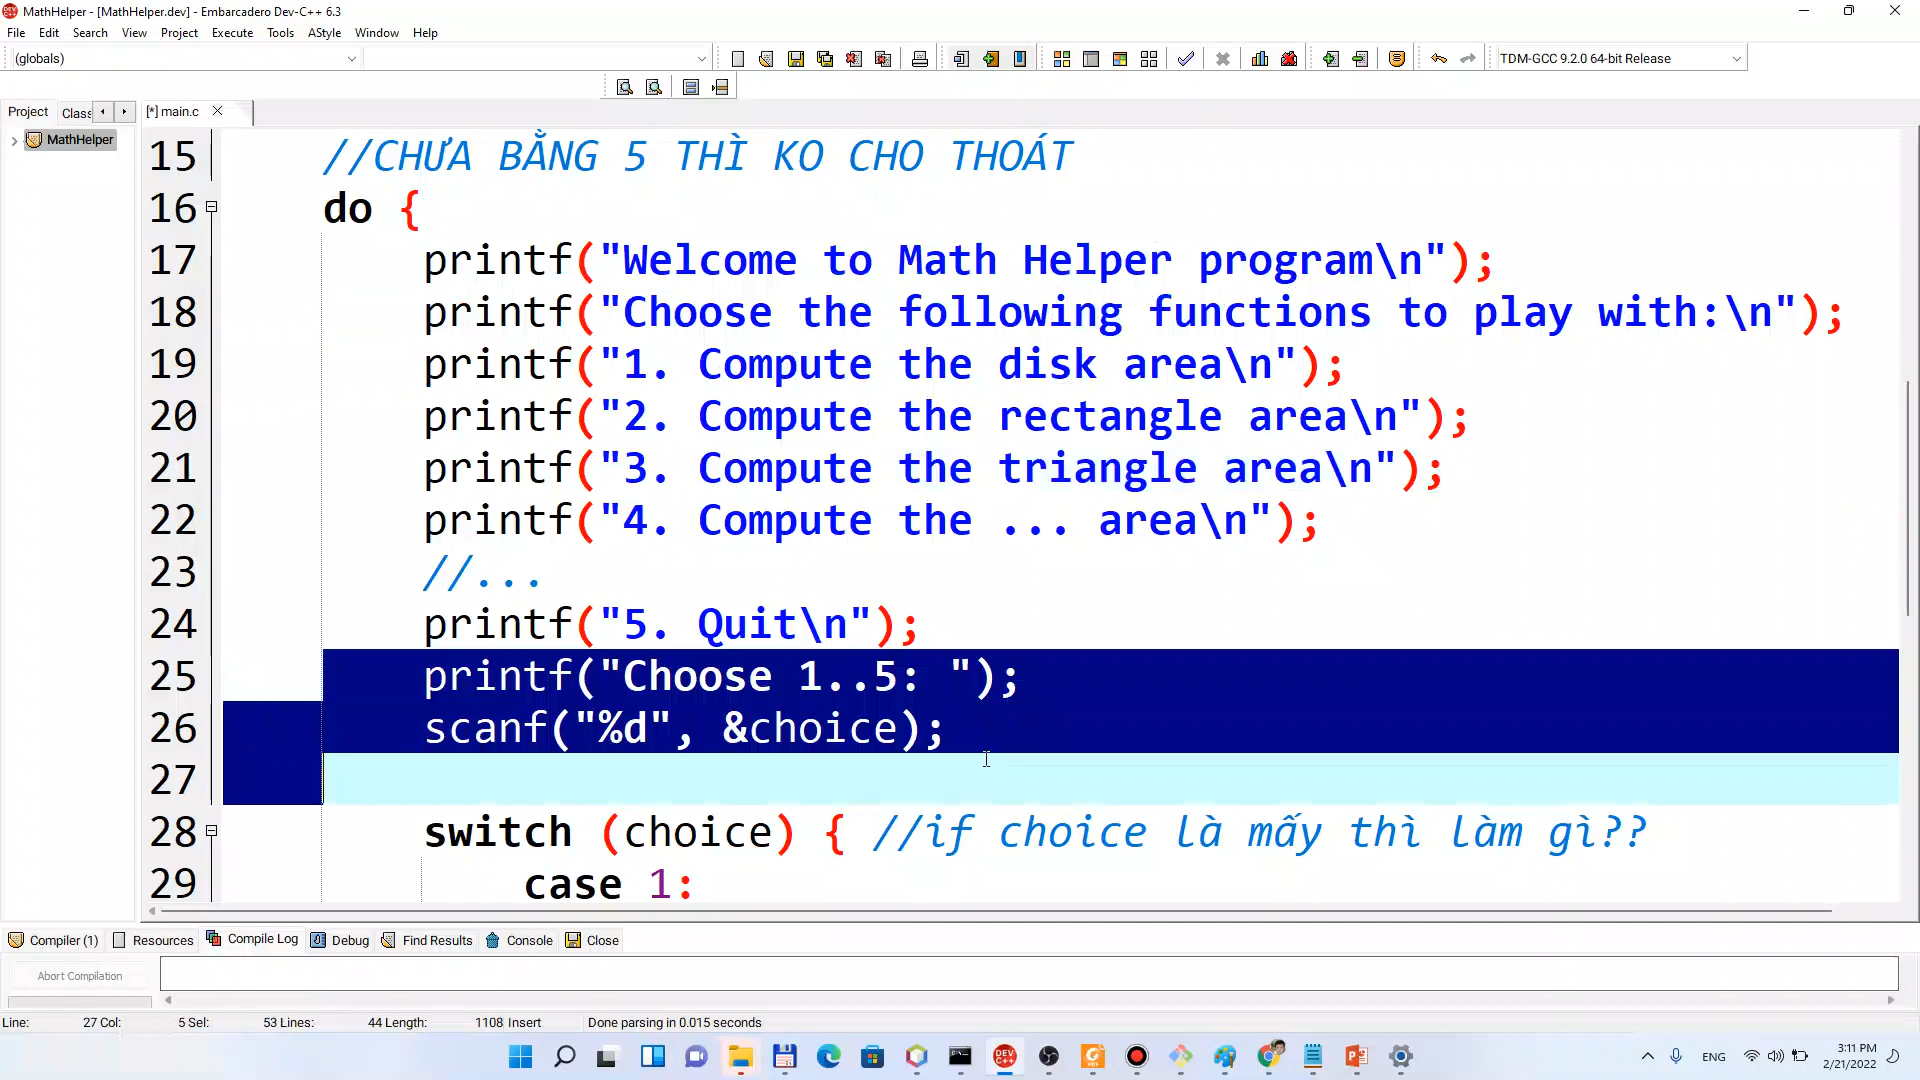 MathHelper - [MathHelper.dev] - Embarcadero Dev-C++ 6.3
File Edit Search View Project Execute Tools AStyle Window Help
(globals)
TDM-GCC 9.2.0 64-bit Release
Project Class [*] main.c
MathHelper
15 //CHƯA BẰNG 5 THÌ KO CHO THOÁT
16 do {
17 printf("Welcome to Math Helper program\n");
18 printf("Choose the following functions to play with:\n");
19 printf("1. Compute the disk area\n");
20 printf("2. Compute the rectangle area\n");
21 printf("3. Compute the triangle area\n");
22 printf("4. Compute the ... area\n");
23 //...
24 printf("5. Quit\n");
25 printf("Choose 1..5: ");
26 scanf("%d", &choice);
27
28 switch (choice) { //if choice là mấy thì làm gì??
29 case 1:
Compiler (1) Resources Compile Log Debug Find Results Console Close
Abort Compilation
Line: 27 Col: 5 Sel: 53 Lines: 44 Length: 1108 Insert Done parsing in 0.015 seconds
ENG 3:11 PM
2/21/2022